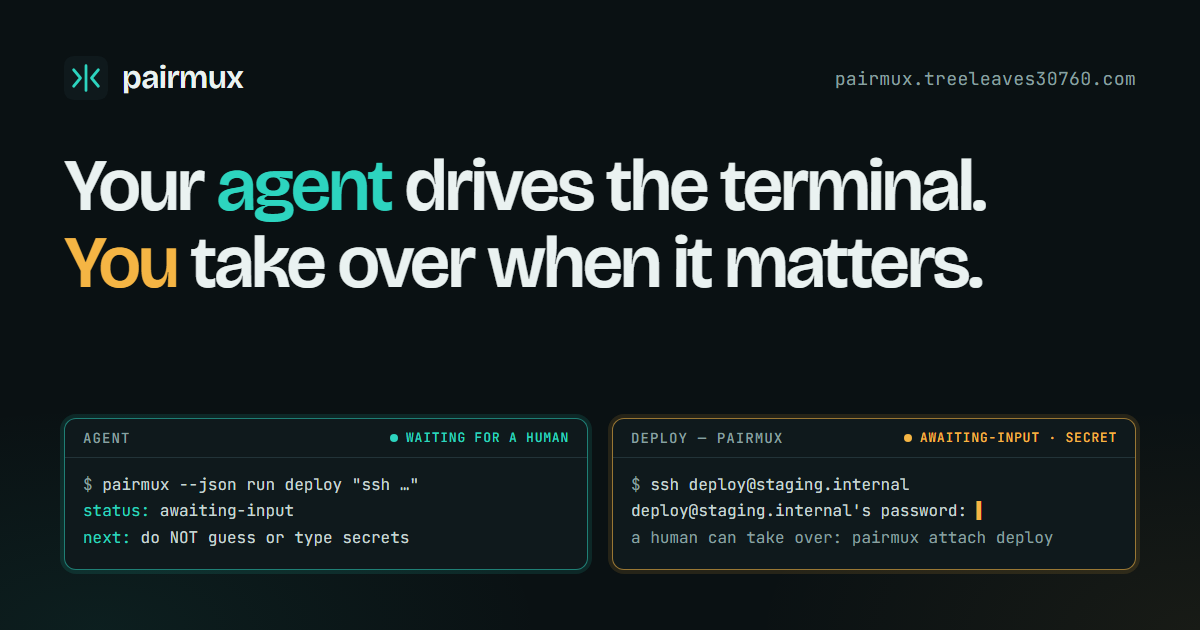 pairmux
pairmux.treeleaves30760.com
Your agent drives the terminal.
You take over when it matters.
AGENT
WAITING FOR A HUMAN
$ pairmux --json run deploy "ssh …"
status: awaiting-input
next: do NOT guess or type secrets
DEPLOY — PAIRMUX
AWAITING-INPUT · SECRET
$ ssh deploy@staging.internal
deploy@staging.internal's password:
a human can take over: pairmux attach deploy